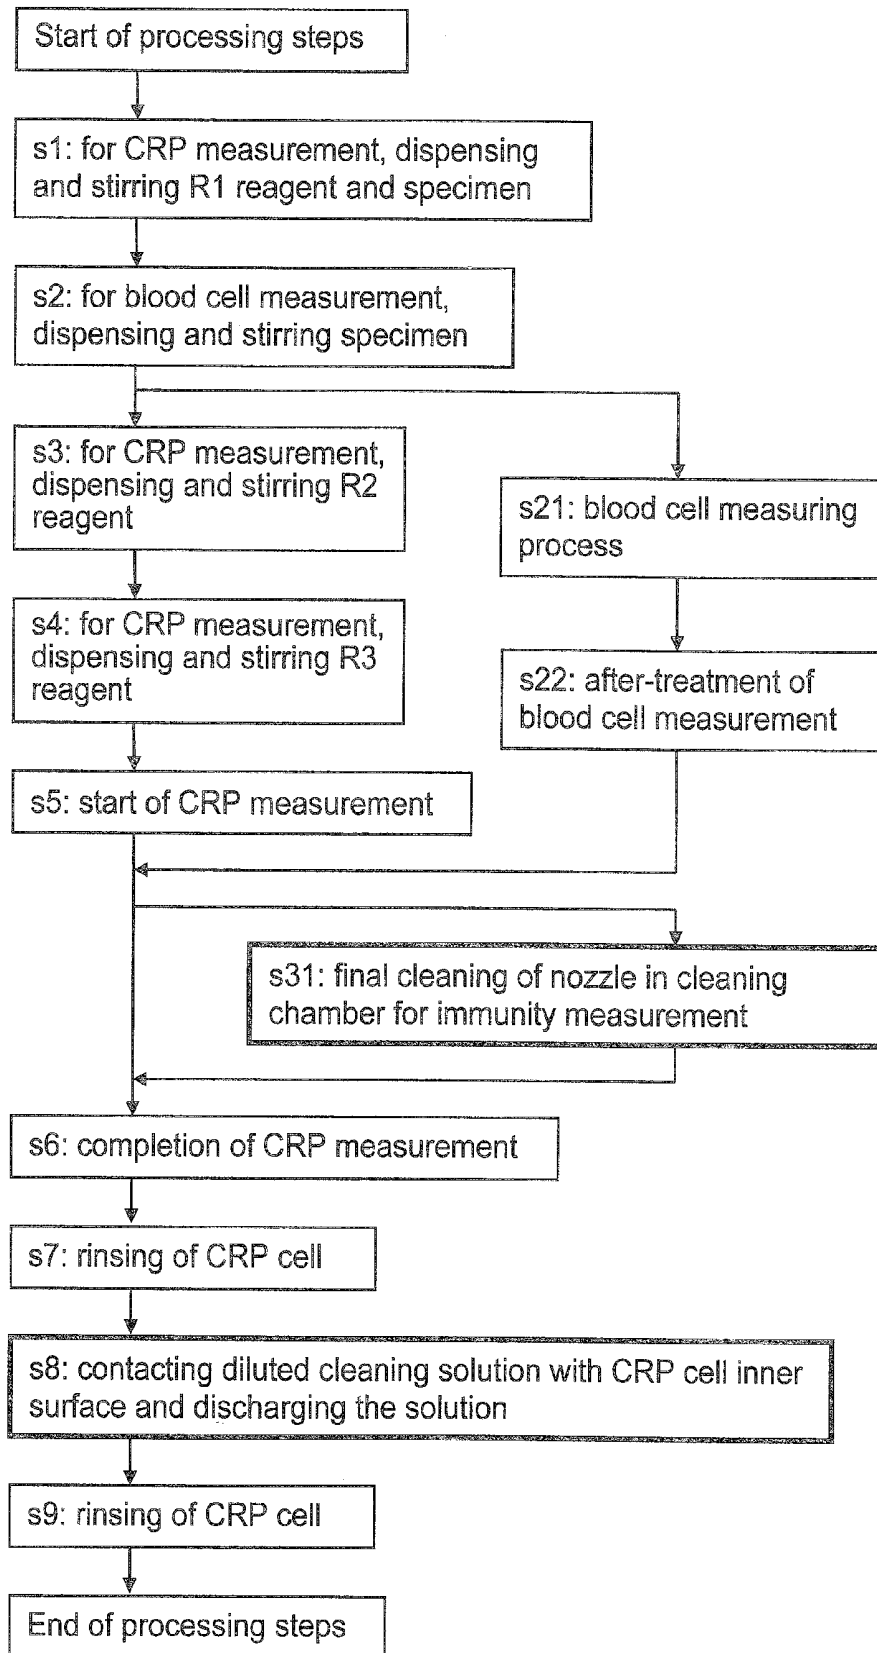 Start of processing steps
s1: for CRP measurement, dispensing
and stirring R1 reagent and specimen
s2: for blood cell measurement,
dispensing and stirring specimen
s3: for CRP measurement,
dispensing and stirring R2
reagent
s21: blood cell measuring
process
s4: for CRP measurement,
dispensing and stirring R3
reagent
s22: after-treatment of
blood cell measurement
s5: start of CRP measurement
s31: final cleaning of nozzle in cleaning
chamber for immunity measurement
s6: completion of CRP measurement
s7: rinsing of CRP cell
s8: contacting diluted cleaning solution with CRP cell inner
surface and discharging the solution
s9: rinsing of CRP cell
End of processing steps